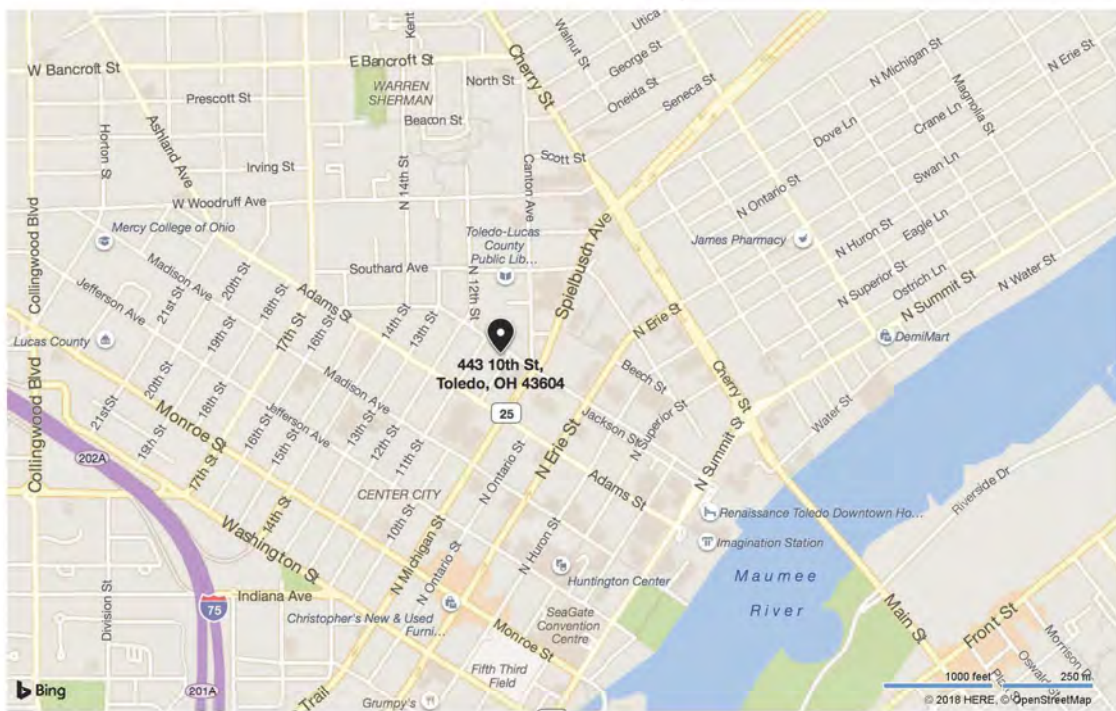 Utica
Kent
Walnut St
George St
N Michigan St
N Erie St
W Bancroft St
E Bancroft St
Cherry St
WARREN
SHERMAN
North St
Oneida St
Seneca St
Magnolia St
Prescott St
Ashland Ave
Beacon St
Dove Ln
Crane Ln
Horton St
Scott St
Irving St
N 14th St
Canton Ave
Swan Ln
N Ontario St
W Woodruff Ave
Collingwood Blvd
Mercy College of Ohio
Toledo-Lucas
County
Public Lib...
Spielbusch Ave
James Pharmacy
N Huron St
Eagle Ln
Madison Ave
20th St
Southard Ave
N 12th St
N Superior St
Ostrich Ln
N Summit St
N Water St
Jefferson Ave
21st St
18th St
Adams St
14th St
13th St
N Erie St
19th St
17th St
16th St
Lucas County
DemiMart
443 10th St,
Toledo, OH 43604
Collingwood Blvd
20th St
Madison Ave
Beech St
Cherry St
18th St
Monroe St
Jefferson Ave
25
Jackson St
N Superior St
Water St
21st St
19th St
16th St
15th St
13th St
12th St
11th St
N Ontario St
N Erie St
Adams St
N Summit St
202A
17th St
Riverside Dr
14th St
CENTER CITY
10th St
Washington St
N Michigan St
N Huron St
Renaissance Toledo Downtown Ho...
Imagination Station
N Ontario St
Huntington Center
Maumee
River
Indiana Ave
75
Division St
Christopher's New & Used
Furni...
SeaGate
Convention
Centre
Monroe St
Main St
Front St
Morrison D
Oswald St
Fifth Third
Field
Trail
Grumpy's
201A
Bing
1000 feet
250 m
© 2018 HERE, © OpenStreetMap